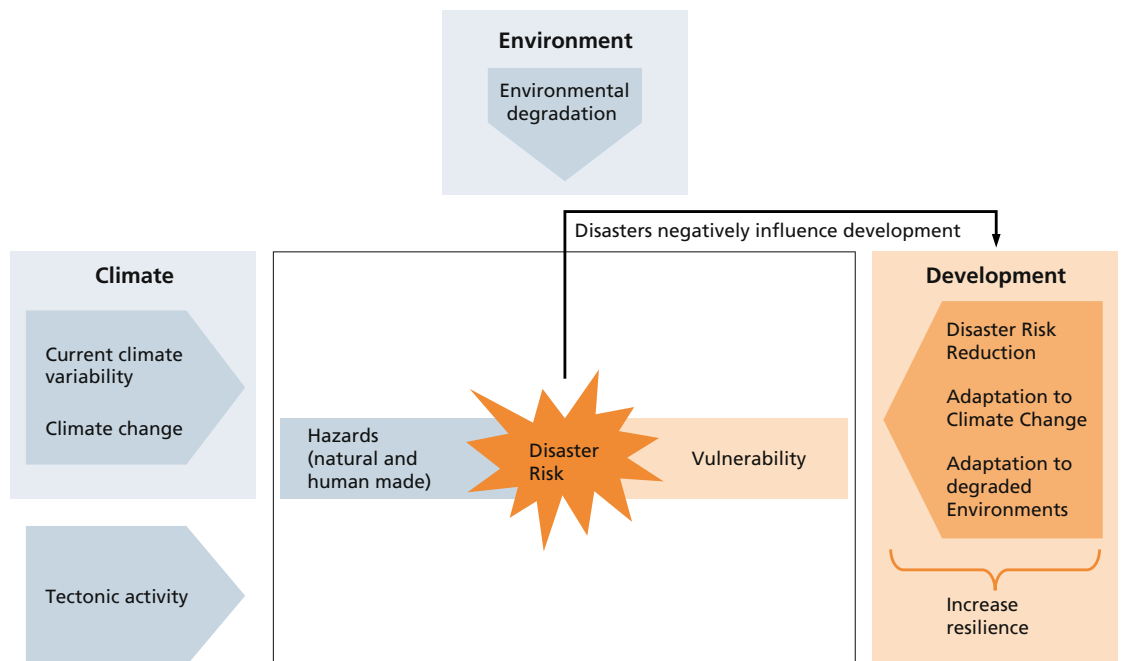 Environment
Environmental
degradation
Disasters negatively influence development
Climate
Current climate
variability
Climate change
Tectonic activity
Hazards
(natural and
human made)
Disaster
Risk
Vulnerability
Development
Disaster Risk
Reduction
Adaptation to
Climate Change
Adaptation to
degraded
Environments
Increase
resilience